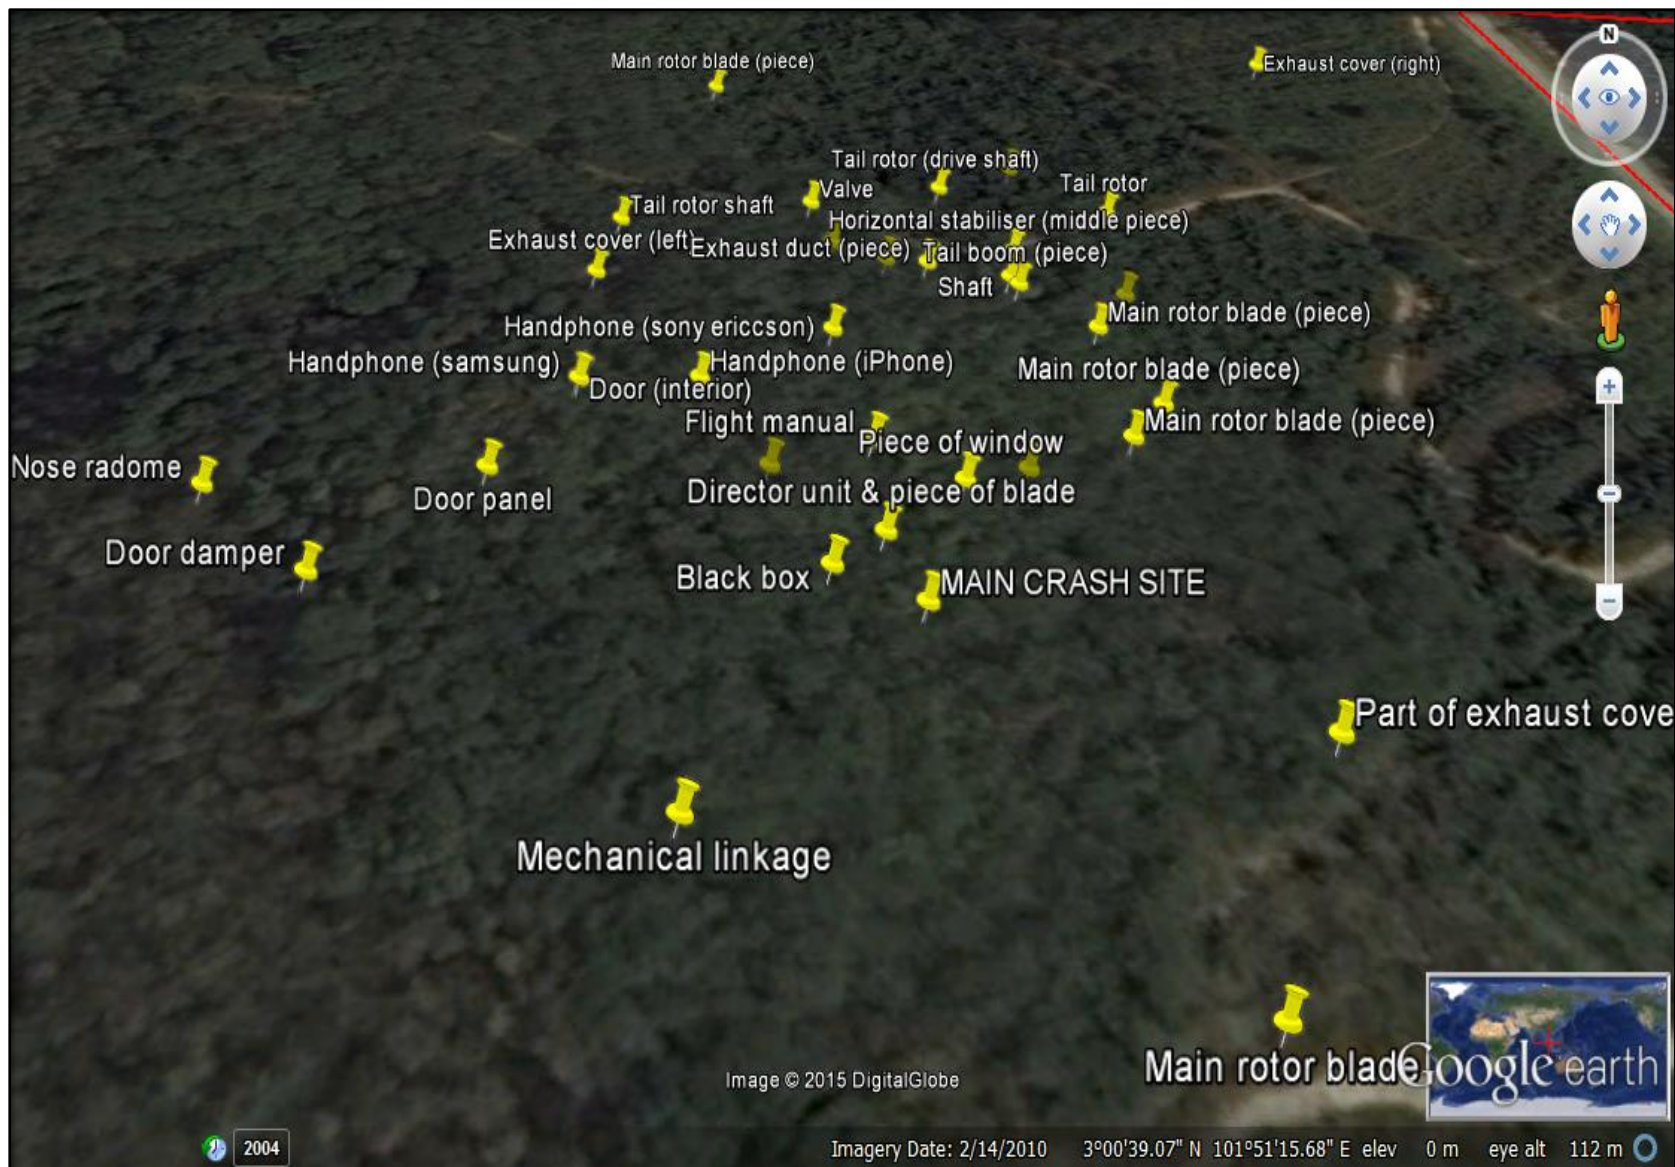 N
Main rotor blade (piece)
Exhaust cover (right)
Tail rotor (drive shaft)
Tail rotor
Valve
Tail rotor shaft
Horizontal stabiliser (middle piece)
Exhaust cover (left)
Exhaust duct (piece)
Tail boom (piece)
Shaft
Main rotor blade (piece)
Handphone (sony ericcson)
Handphone (samsung)
Handphone (iPhone)
Main rotor blade (piece)
Door (interior)
Flight manual
Main rotor blade (piece)
Piece of window
Nose radome
Door panel
Director unit & piece of blade
Door damper
Black box
MAIN CRASH SITE
Part of exhaust cove
Mechanical linkage
Main rotor blade
Google earth
Image © 2015 DigitalGlobe
2004
Imagery Date: 2/14/2010 3°00'39.07" N 101°51'15.68" E elev 0 m eye alt 112 m